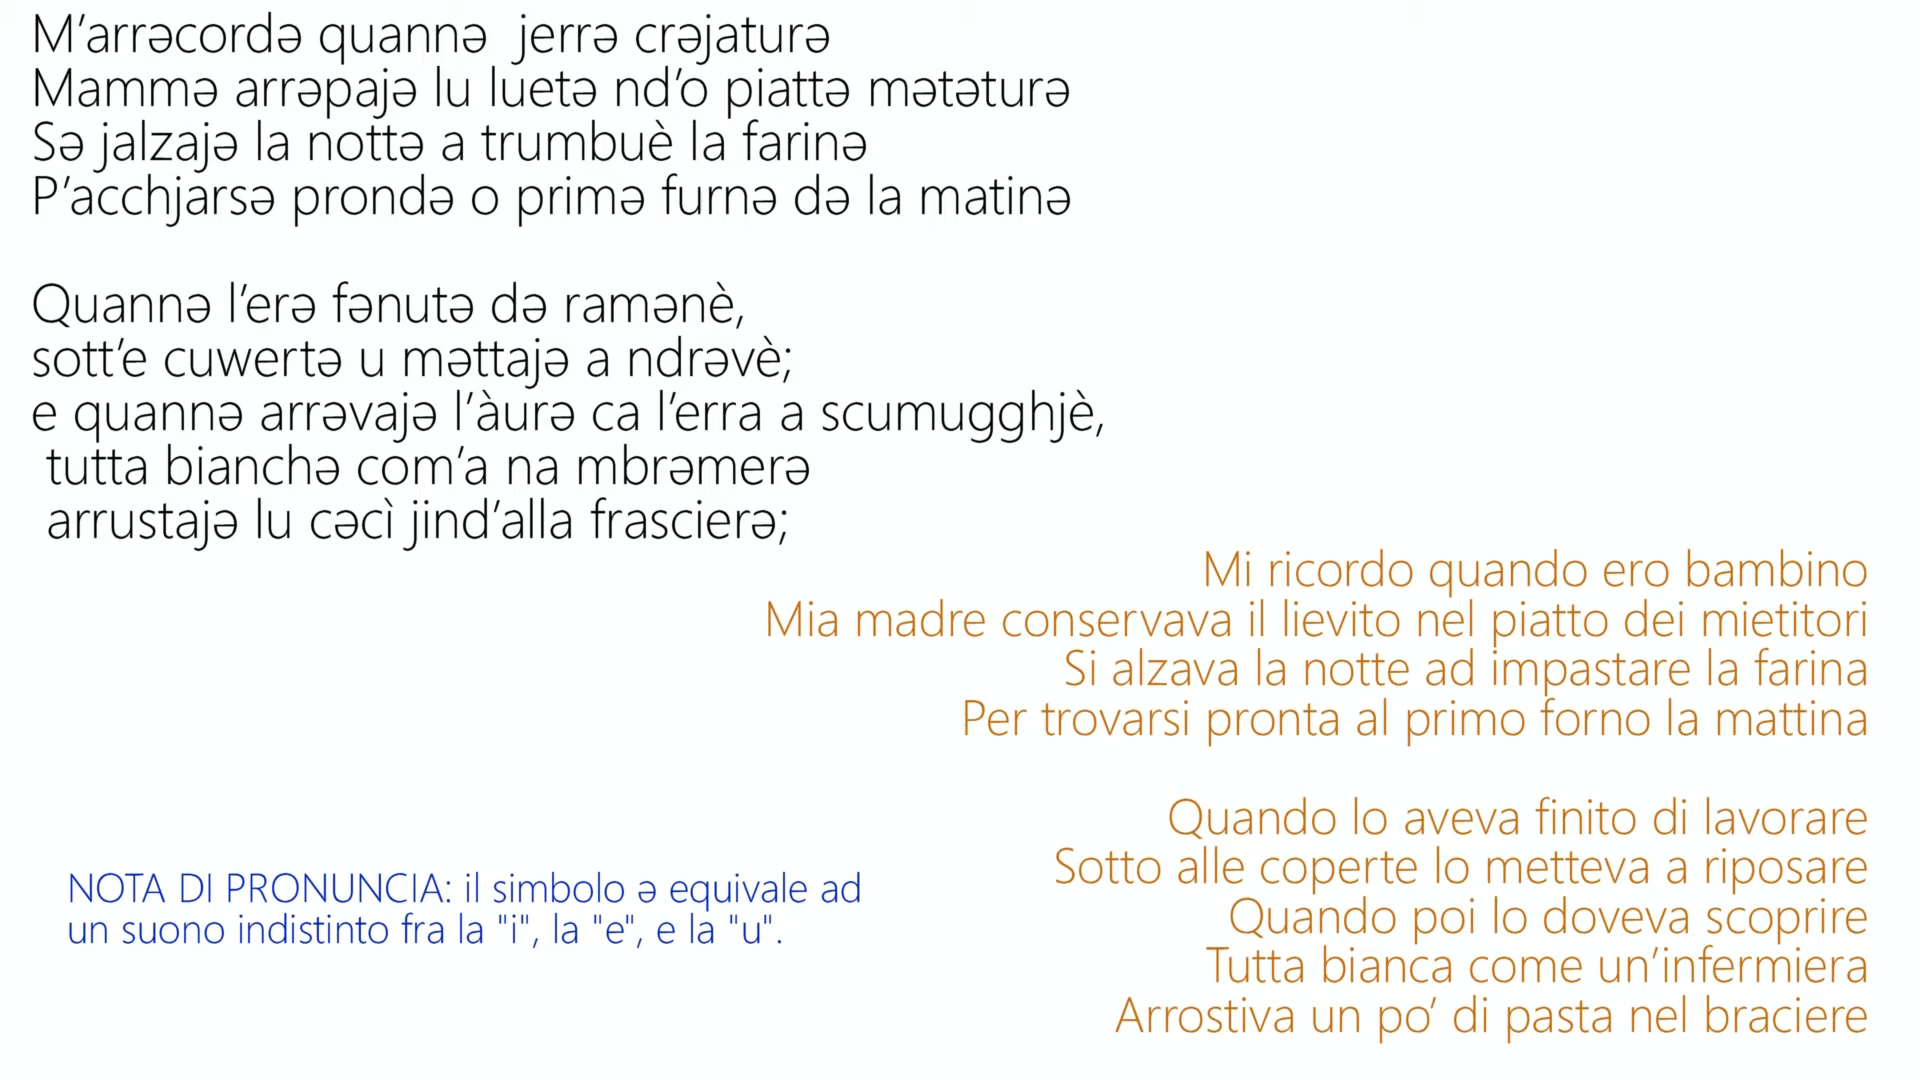 M’arrəcordə quannə  jerrə crəjaturə
Mammə arrəpajə lu luetə nd’o piattə mətəturə
Sə jalzajə la nottə a trumbuè la farinə
P’acchjarsə prondə o primə furnə də la matinə
Quannə l’erə fənutə də ramənè,
sott’e cuwertə u məttajə a ndrəvè;
e quannə arrəvajə l’àurə ca l’erra a scumugghjè,
tutta bianchə com’a na mbrəmerə
arrustajə lu cəcì jind’alla frascierə;
Mi ricordo quando ero bambino
Mia madre conservava il lievito nel piatto dei mietitori
Si alzava la notte ad impastare la farina
Per trovarsi pronta al primo forno la mattina
Quando lo aveva finito di lavorare
Sotto alle coperte lo metteva a riposare
Quando poi lo doveva scoprire
Tutta bianca come un’infermiera
Arrostiva un po’ di pasta nel braciere
NOTA DI PRONUNCIA: il simbolo ə equivale ad
un suono indistinto fra la "i", la "e", e la "u".